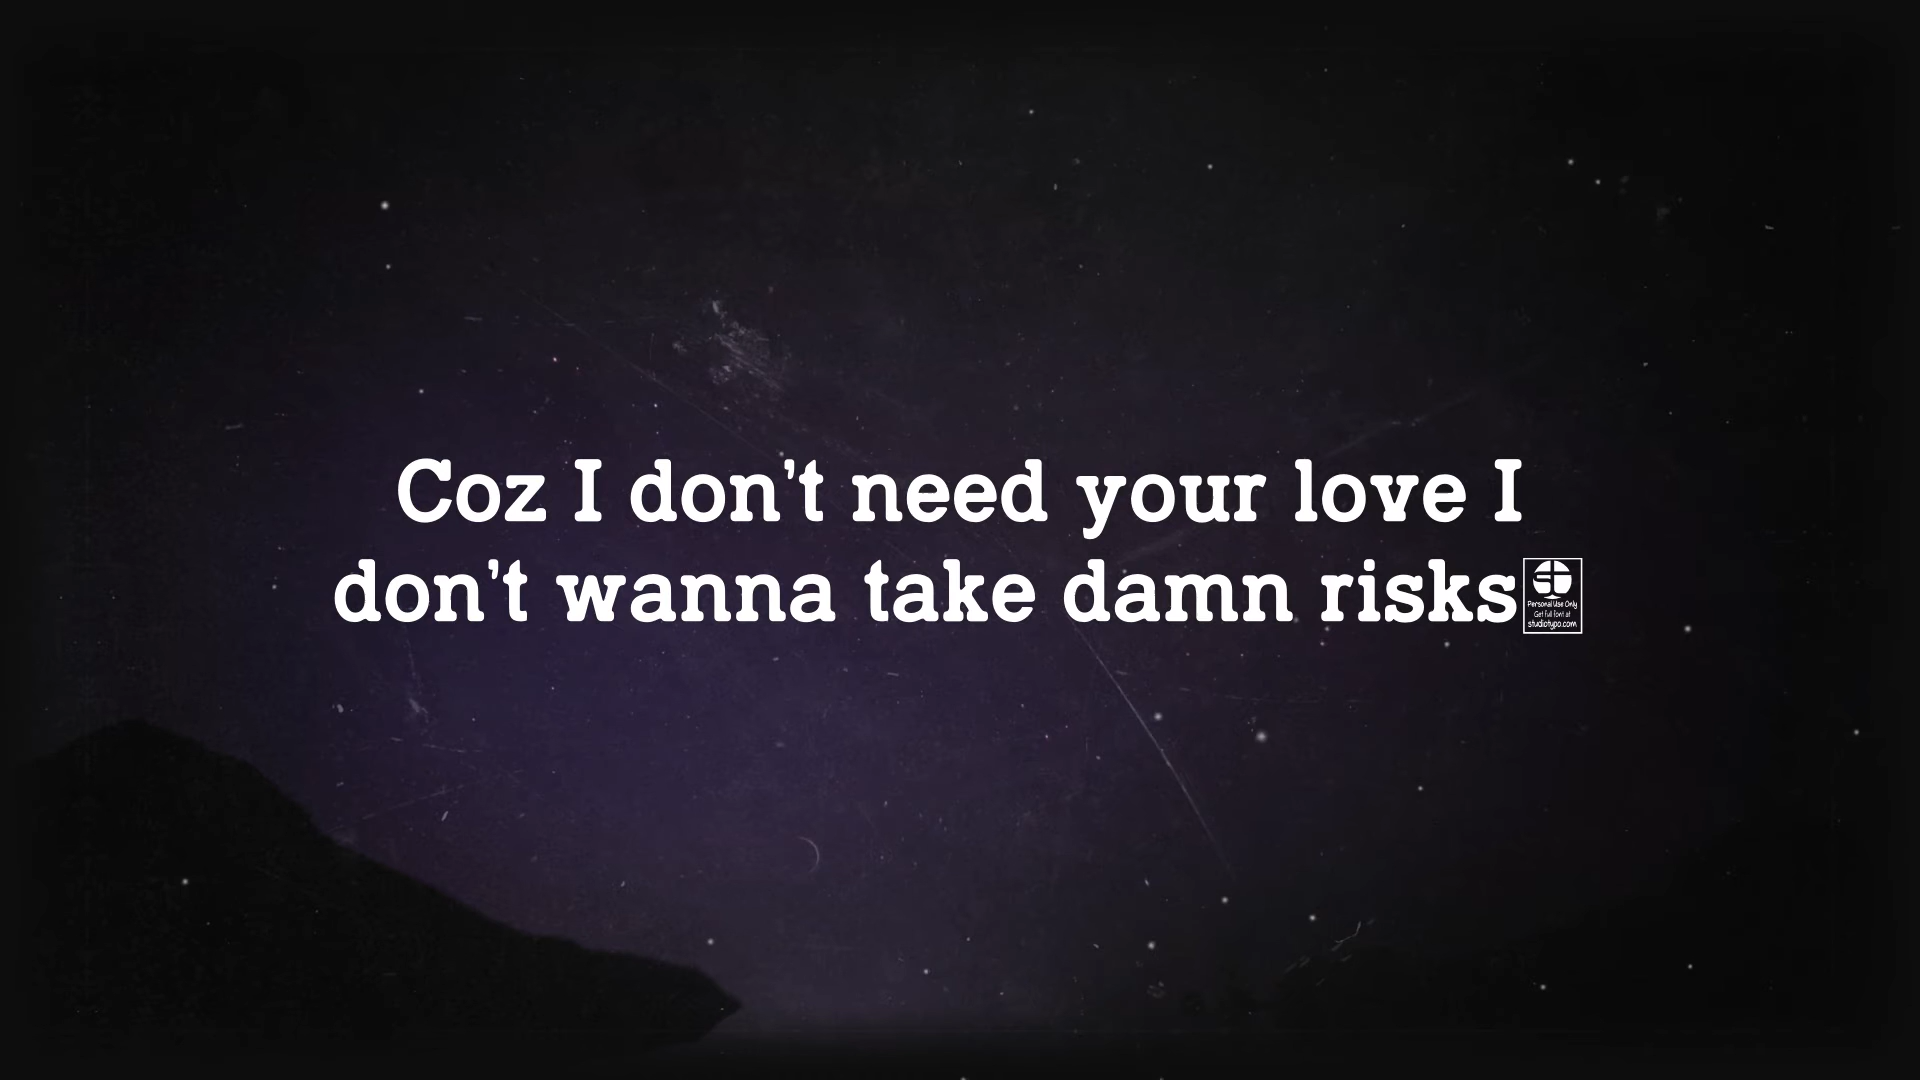 Coz I don't need your love I
don't wanna take damn risks
Personal Use Only
Get full font at
studiotypo.com